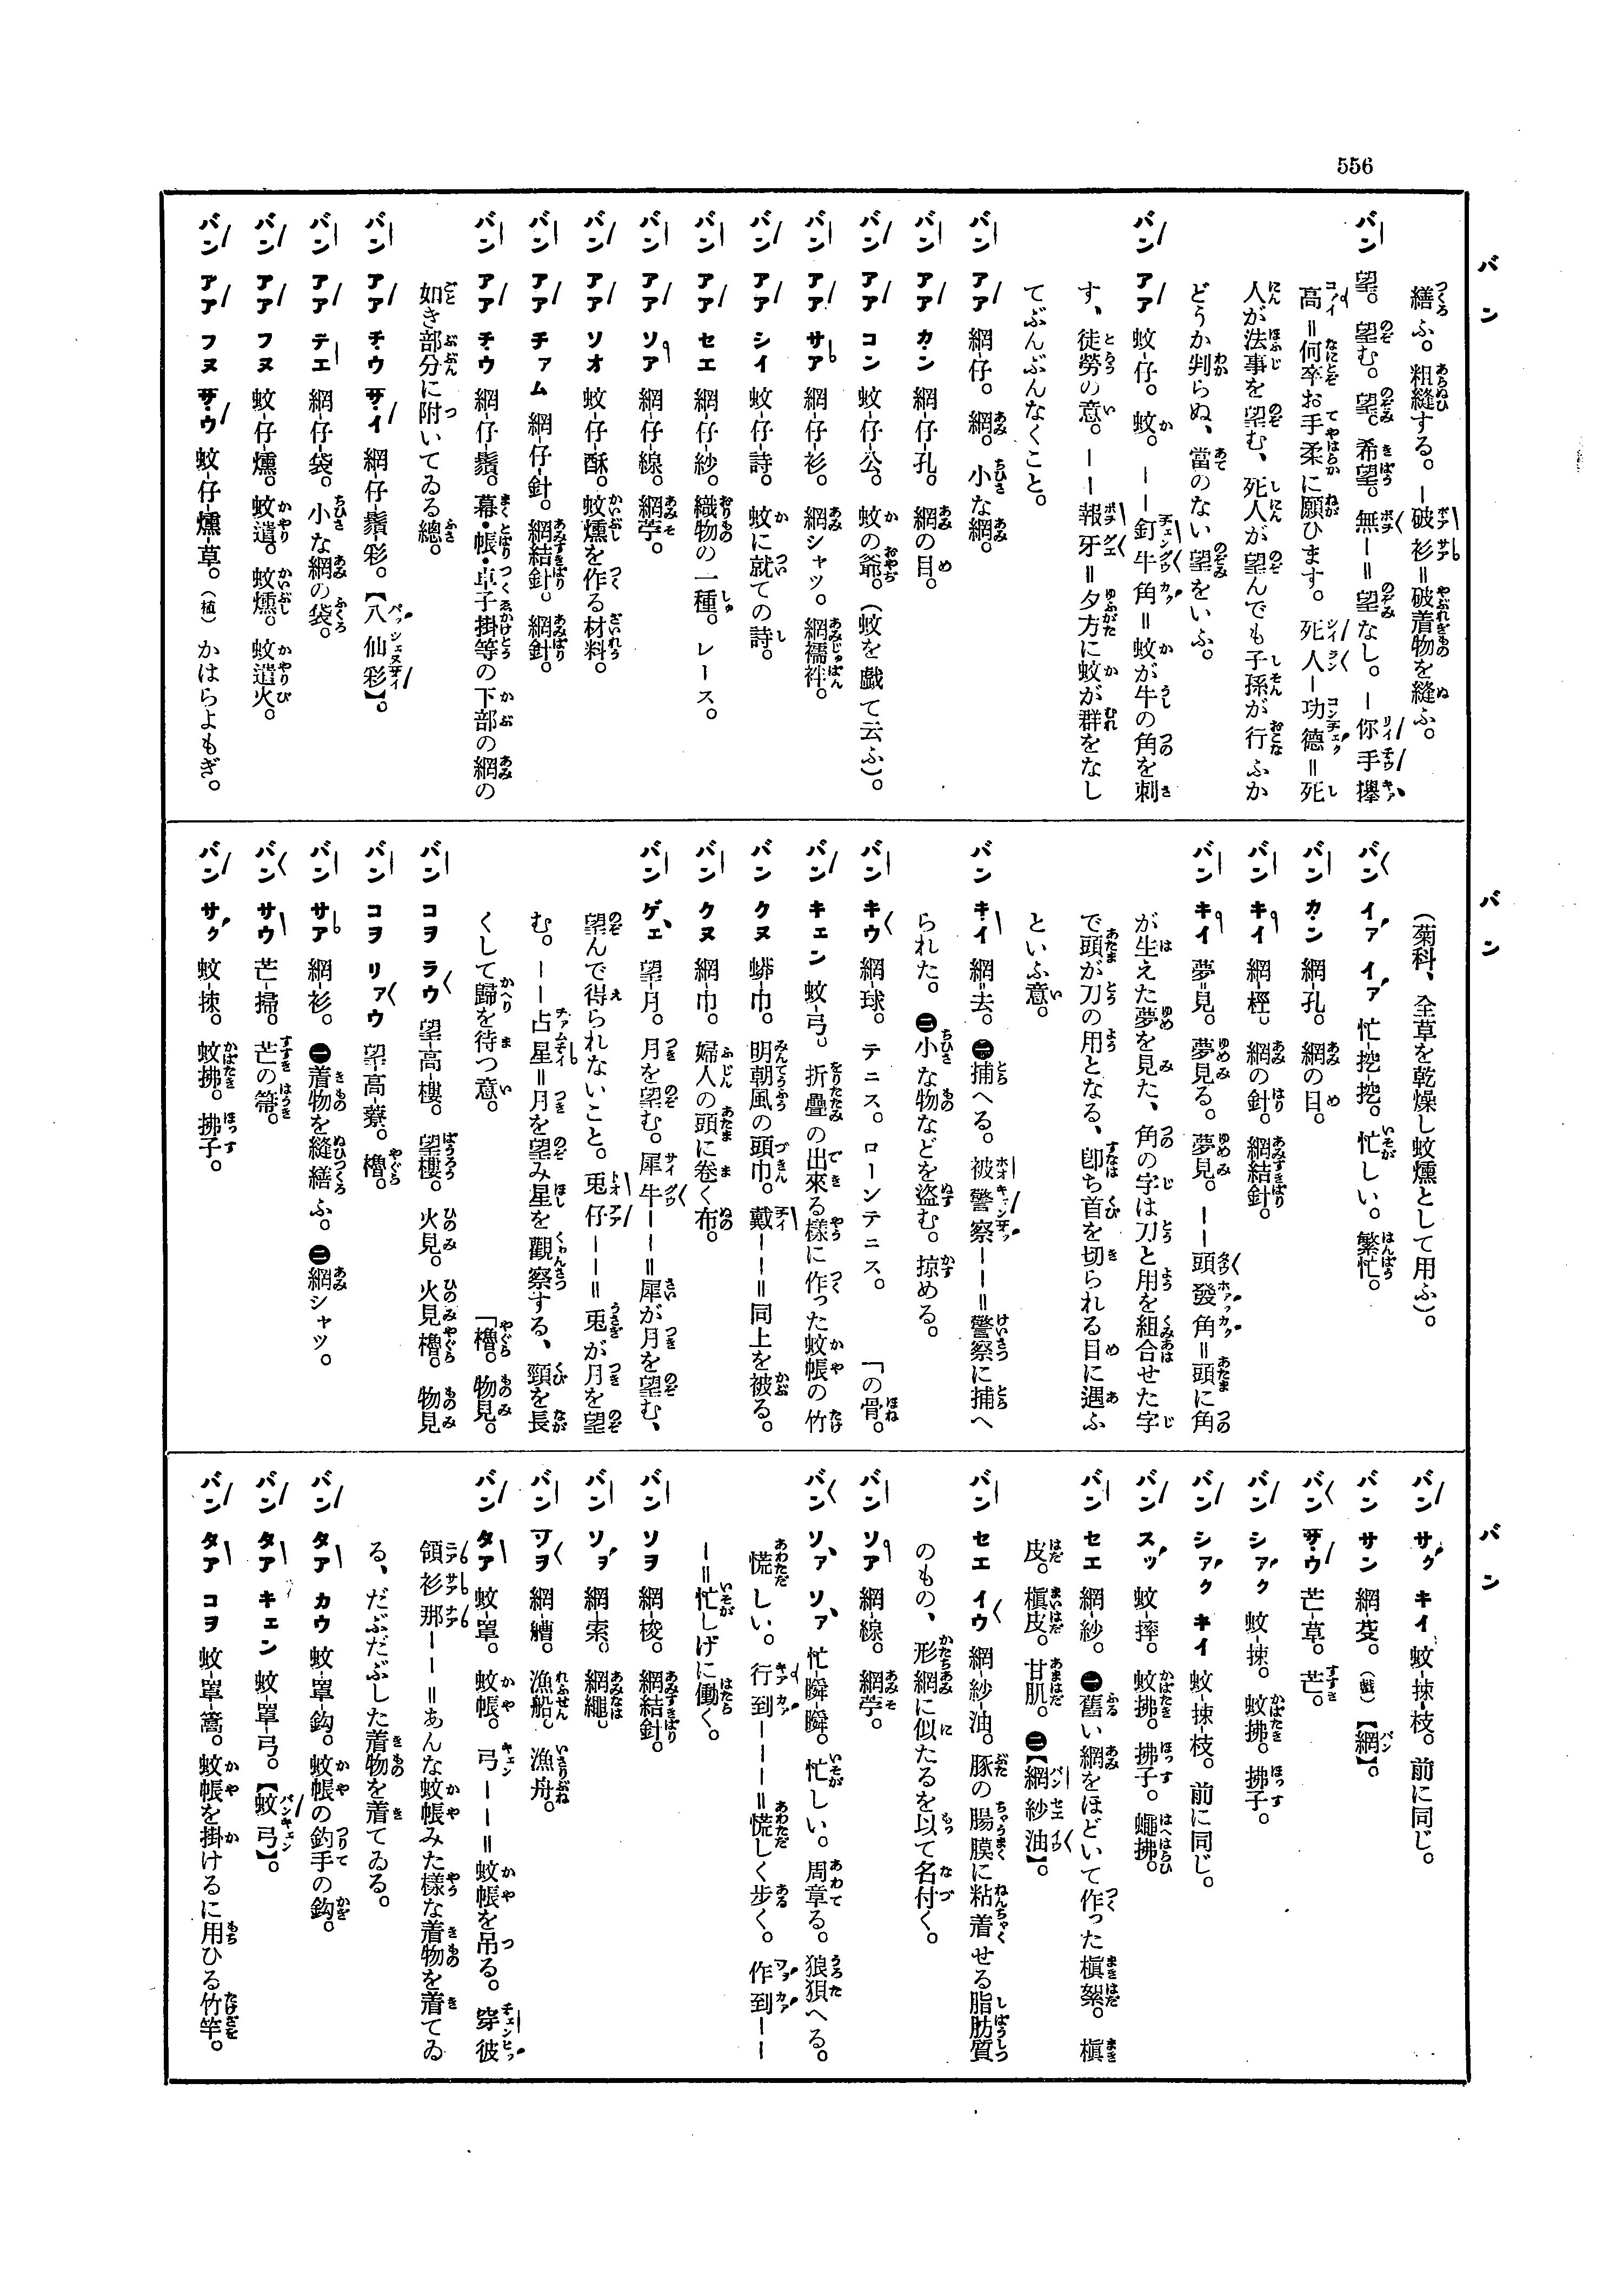 556
バン
繕ふ。粗縫する。－破衫＝破着物を縫ふ。
バン 望。望む。望。希望。無－＝望なし。－你手攑
高＝何卒お手柔に願ひます。死人－功德＝死
人が法事を望む、死人が望んでも子孫が行ふか
どうか判らぬ、當のない望をいふ。
バン アア 蚊-仔。蚊。－－釘牛角＝蚊が牛の角を刺
す、徒勞の意。－－報牙＝夕方に蚊が群をなし
てぶんぶんなくこと。
バン アア 網-仔。網。小な網。
バン アア カン 網-仔-孔。網の目。
バン アア コン 蚊-仔-公。蚊の爺。（蚊を戯て云ふ）。
バン アア サア 網-仔-衫。網シャツ。網襦袢。
バン アア シイ 蚊-仔-詩。蚊に就ての詩。
バン アア セエ 網-仔-紗。織物の一種。レース。
バン アア ソア 網-仔-線。網苧。
バン アア ソオ 蚊-仔-酥。蚊燻を作る材料。
バン アア チァム 網-仔-針。網結針。網針。
バン アア チウ 網-仔-鬚。幕・帳・卓子掛等の下部の網の
如き部分に附いてゐる總。
バン アア チウ サイ 網-仔-鬚-彩。【八仙彩】。
バン アア テエ 網-仔-袋。小な網の袋。
バン アア フヌ 蚊-仔-燻。蚊遣。蚊燻。蚊遣火。
バン アア フヌ サウ 蚊-仔-燻-草。（植）かはらよもぎ。
バン
（菊科、全草を乾燥し蚊燻として用ふ）。
バン イァ イァ 忙-挖-挖。忙しい。繁忙。
バン カン 網-孔。網の目。
バン キイ 網-桱。網の針。網結針。
バン キイ 夢＝見。夢見る。夢見。－－頭發角＝頭に角
が生えた夢を見た、角の字は刀と用を組合せた字
で頭が刀の用となる、卽ち首を切られる目に遇ふ
といふ意。
バン キイ 網＝去。㊀捕へる。被警察－－＝警察に捕へ
られた。㊁小な物などを盜む。掠める。
バン キウ 網-球。テニス。ローンテニス。
「の骨。
バン キェン 蚊-弓。折疊の出來る樣に作った蚊帳の竹
バン クヌ 蟒-巾。明朝風の頭巾。戴－－＝同上を被る。
バン クヌ 網-巾。婦人の頭に卷く布。
バン ゲェ 望-月。月を望む。犀牛－－＝犀が月を望む、
望んで得られないこと。兎仔－－＝兎が月を望
む。－－占星＝月を望み星を觀察する、頸を長
くして歸を待つ意。
「櫓。物見。
バン コヲ ラウ 望-高-樓。望樓。火見。火見櫓。物見
バン コヲ リァウ 望-高-藔。櫓。
バン サア 網-衫。㊀着物を縫繕ふ。㊁網シャツ。
バン サウ 芒-掃。芒の箒。
バン サク 蚊-捒。蚊拂。拂子。
バン
バン サク キイ 蚊-捒-枝。前に同じ。
バン サン 網-荽。（戯）【網】。
バン サウ 芒-草。芒。
バン シァク 蚊-捒。蚊拂。拂子。
バン シァク キイ 蚊-捒-枝。前に同じ。
バン スッ 蚊-摔。蚊拂。拂子。蠅拂。
バン セエ 網-紗。㊀舊い網をほどいて作った槇絮。槇
皮。槇皮。甘肌。㊁【網紗油】。
バン セエ イウ 網-紗-油。豚の腸膜に粘着せる脂肪質
のもの、形網に似たるを以て名付く。
バン ソア 網-線。網苧。
バン ソァ ソァ 忙-瞬-瞬。忙しい。周章る。狼狽へる。
慌しい。行到－－－＝慌しく步く。作到－－
－＝忙しげに働く。
バン ソヲ 網-梭。網結針。
バン ソヲ 網-索。網繩。
バン ソヲ 網-艚。漁船。漁舟。
バン タア 蚊-罩。蚊帳。弓－－＝蚊帳を吊る。穿彼
領衫那－－＝あんな蚊帳みた樣な着物を着てゐ
る、だぶだぶした着物を着てゐる。
バン タア カウ 蚊-罩-鈎。蚊帳の釣手の鈎。
バン タア キェン 蚊-罩-弓。【蚊弓】。
バン タア コヲ 蚊-罩-篙。蚊帳を掛けるに用ひる竹竿。